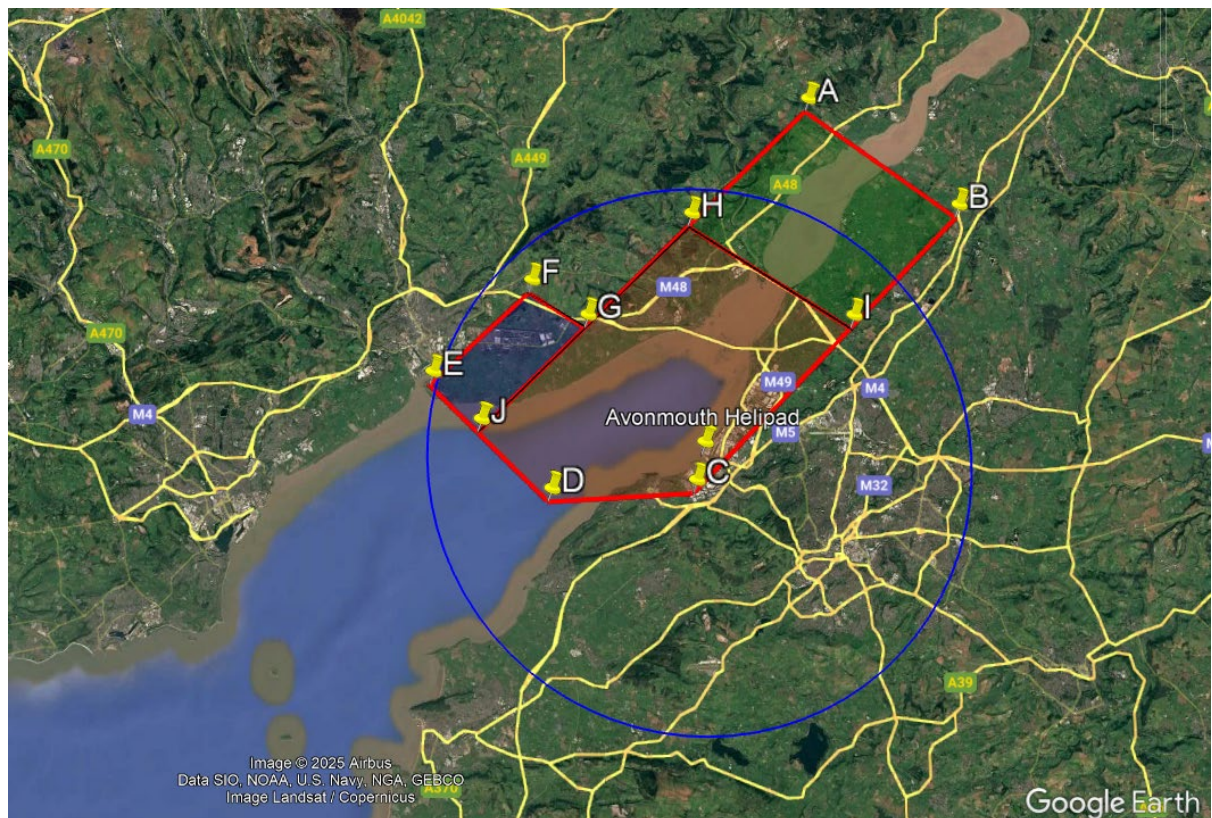 A4042
A470
A449
A
A48
B
H
F
M48
G
I
A470
E
M4
J
M49
M4
Avonmouth Helipad
M5
C
D
M32
A39
Image © 2025 Airbus
Data SIO, NOAA, U.S. Navy, NGA, GEBCO
Image Landsat / Copernicus
A370
Google Earth